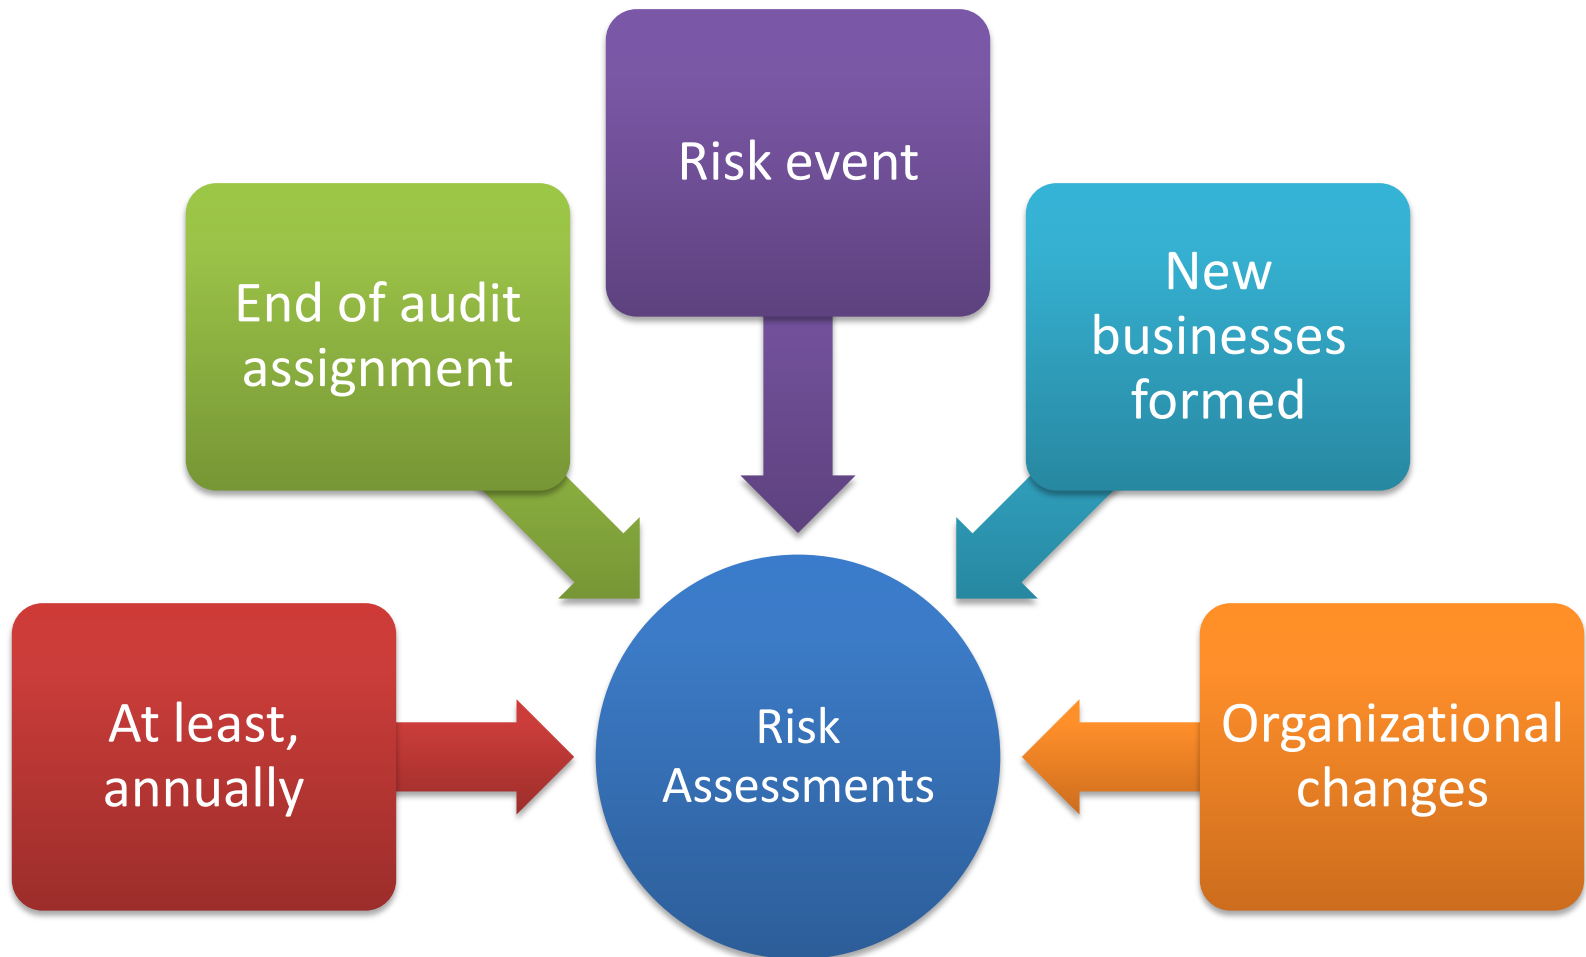 Risk event
End of audit
assignment
New
businesses
formed
At least,
annually
Risk
Assessments
Organizational
changes